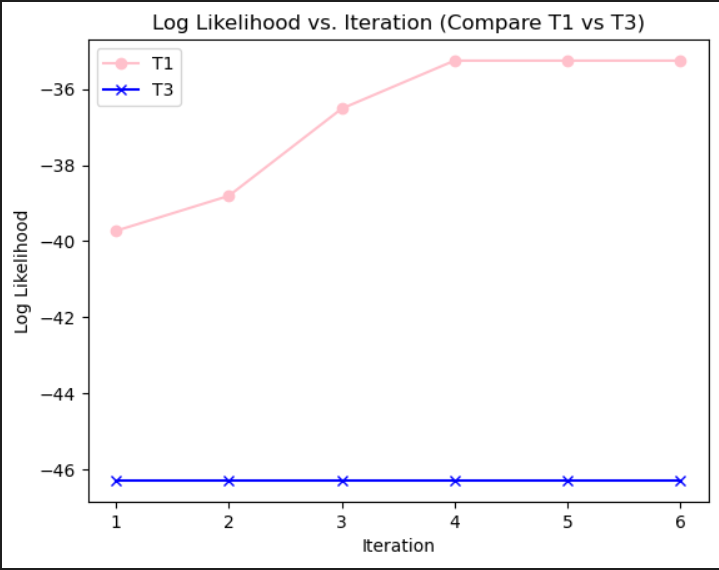 Log Likelihood vs. Iteration (Compare T1 vs T3)
T1
T3
−36
−38
−40
−42
−44
−46
Log Likelihood
1 2 3 4 5 6
Iteration